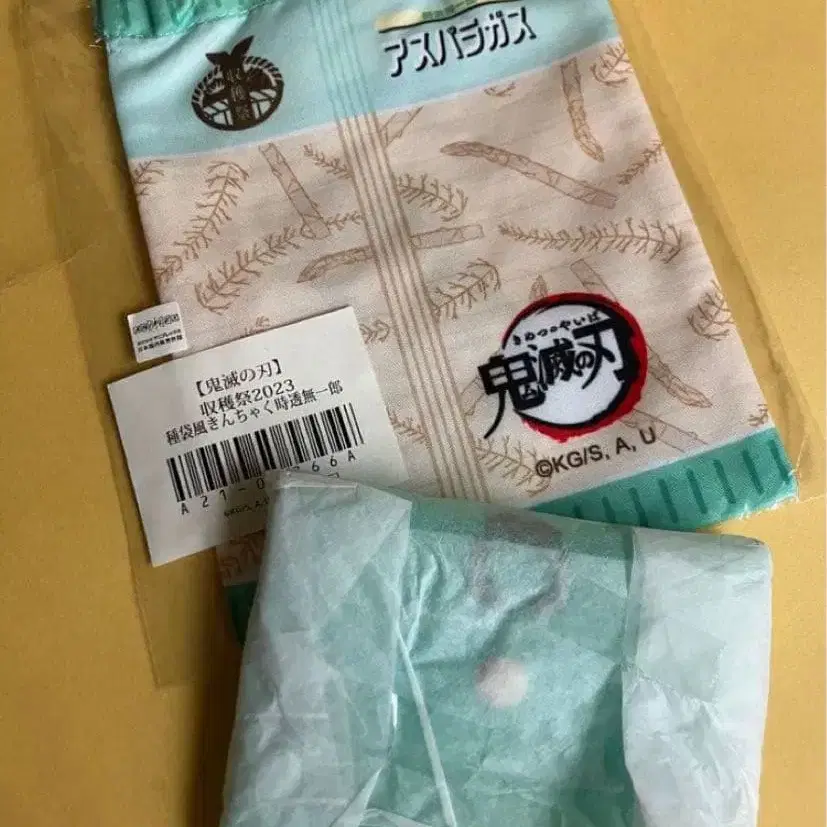 アスパラガス
収穫祭
きめつのやいば
鬼滅の刃
©KG/S, A, U
【鬼滅の刃】
収穫祭2023
種袋風きんちゃく時透無一郎